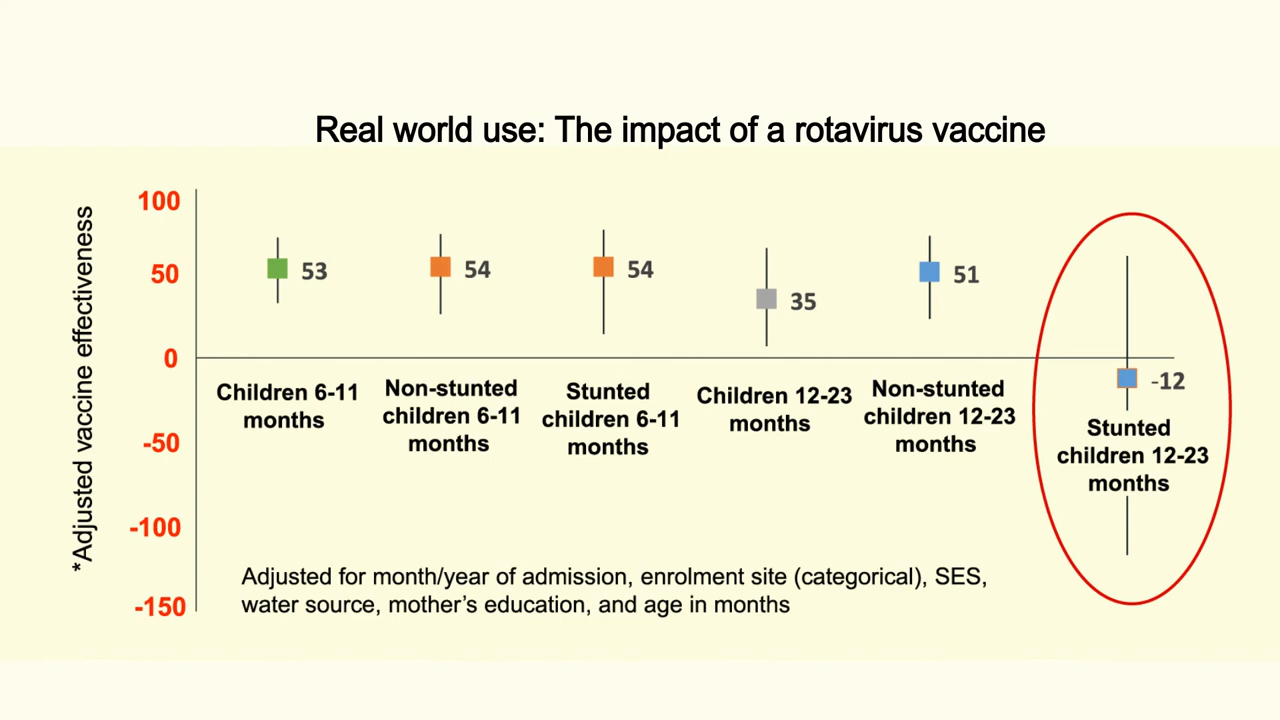 Real world use: The impact of a rotavirus vaccine
*Adjusted vaccine effectiveness
100
50
0
-50
-100
-150
53
54
54
35
51
-12
Children 6-11
months
Non-stunted
children 6-11
months
Stunted
children 6-11
months
Children 12-23
months
Non-stunted
children 12-23
months
Stunted
children 12-23
months
Adjusted for month/year of admission, enrolment site (categorical), SES,
water source, mother’s education, and age in months